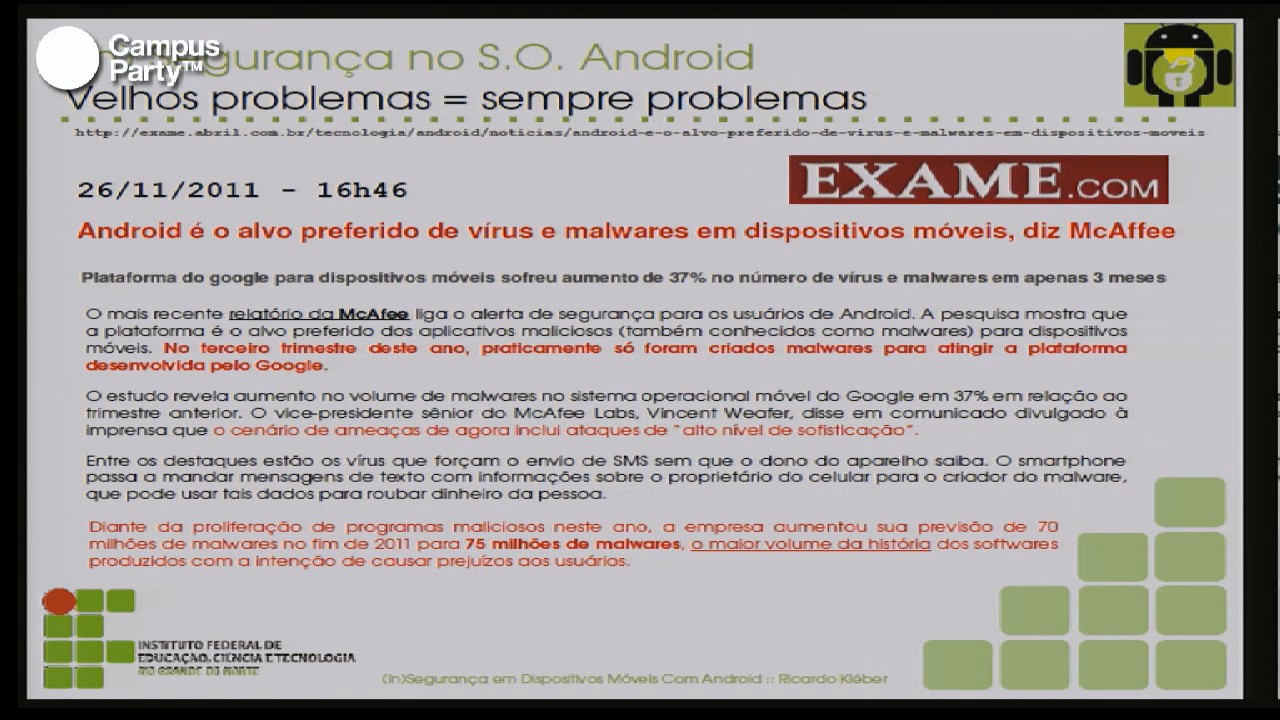 Campus
Party™
Segurança no S.O. Android
Velhos problemas = sempre problemas
http://exame.abril.com.br/tecnologia/android/noticias/android-e-o-alvo-preferido-de-virus-e-malwares-em-dispositivos-moveis
26/11/2011 - 16h46
EXAME.COM
Android é o alvo preferido de vírus e malwares em dispositivos móveis, diz McAffee
Plataforma do google para dispositivos móveis sofreu aumento de 37% no número de vírus e malwares em apenas 3 meses
O mais recente relatório da McAfee liga o alerta de segurança para os usuários de Android. A pesquisa mostra que
a plataforma é o alvo preferido dos aplicativos maliciosos (também conhecidos como malwares) para dispositivos
móveis. No terceiro trimestre deste ano, praticamente só foram criados malwares para atingir a plataforma
desenvolvida pelo Google.
O estudo revela aumento no volume de malwares no sistema operacional móvel do Google em 37% em relação ao
trimestre anterior. O vice-presidente sênior do McAfee Labs, Vincent Weafer, disse em comunicado divulgado à
imprensa que o cenário de ameaças de agora inclui ataques de "alto nível de sofisticação".
Entre os destaques estão os vírus que forçam o envio de SMS sem que o dono do aparelho saiba. O smartphone
passa a mandar mensagens de texto com informações sobre o proprietário do celular para o criador do malware,
que pode usar tais dados para roubar dinheiro da pessoa.
Diante da proliferação de programas maliciosos neste ano, a empresa aumentou sua previsão de 70
milhões de malwares no fim de 2011 para 75 milhões de malwares, o maior volume da história dos softwares
produzidos com a intenção de causar prejuízos aos usuários.
INSTITUTO FEDERAL DE
EDUCAÇÃO, CIÊNCIA E TECNOLOGIA
RIO GRANDE DO NORTE
(In)Segurança em Dispositivos Móveis Com Android :: Ricardo Kléber